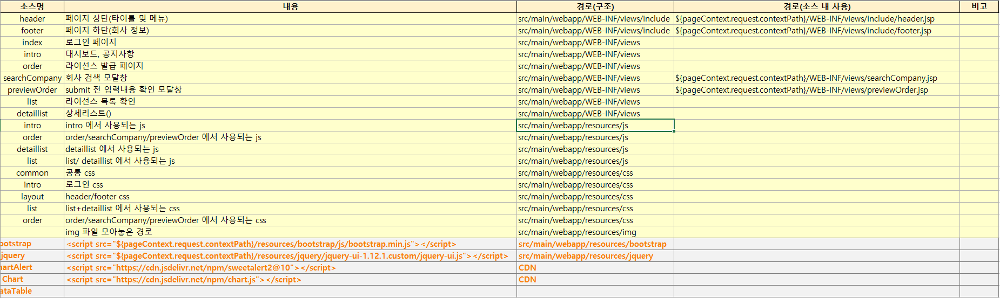 소스명 내용 경로(구조) 경로(소스 내 사용) 비고
header 페이지 상단(타이틀 및 메뉴) src/main/webapp/WEB-INF/views/include ${pageContext.request.contextPath}/WEB-INF/views/include/header.jsp
footer 페이지 하단(회사 정보) src/main/webapp/WEB-INF/views/include ${pageContext.request.contextPath}/WEB-INF/views/include/footer.jsp
index 로그인 페이지 src/main/webapp/WEB-INF/views
intro 대시보드, 공지사항 src/main/webapp/WEB-INF/views
order 라이선스 발급 페이지 src/main/webapp/WEB-INF/views
searchCompany 회사 검색 모달창 src/main/webapp/WEB-INF/views ${pageContext.request.contextPath}/WEB-INF/views/searchCompany.jsp
previewOrder submit 전 입력내용 확인 모달창 src/main/webapp/WEB-INF/views ${pageContext.request.contextPath}/WEB-INF/views/previewOrder.jsp
list 라이선스 목록 확인 src/main/webapp/WEB-INF/views
detaillist 상세리스트() src/main/webapp/WEB-INF/views
intro intro 에서 사용되는 js src/main/webapp/resources/js
order order/searchCompany/previewOrder 에서 사용되는 js src/main/webapp/resources/js
detaillist detaillist 에서 사용되는 js src/main/webapp/resources/js
list list/ detaillist 에서 사용되는 js src/main/webapp/resources/js
common 공통 css src/main/webapp/resources/css
intro 로그인 css src/main/webapp/resources/css
layout header/footer css src/main/webapp/resources/css
list list+detaillist 에서 사용되는 css src/main/webapp/resources/css
order order/searchCompany/previewOrder 에서 사용되는 css src/main/webapp/resources/css
img 파일 모아놓은 경로 src/main/webapp/resources/img
ootstrap <script src="${pageContext.request.contextPath}/resources/bootstrap/js/bootstrap.min.js"></script> src/main/webapp/resources/bootstrap
jquery <script src="${pageContext.request.contextPath}/resources/jquery/jquery-ui-1.12.1.custom/jquery-ui.js"></script> src/main/webapp/resources/jquery
hartAlert <script src="https://cdn.jsdelivr.net/npm/sweetalert2@10"></script> CDN
Chart <script src="https://cdn.jsdelivr.net/npm/chart.js"></script> CDN
ataTable